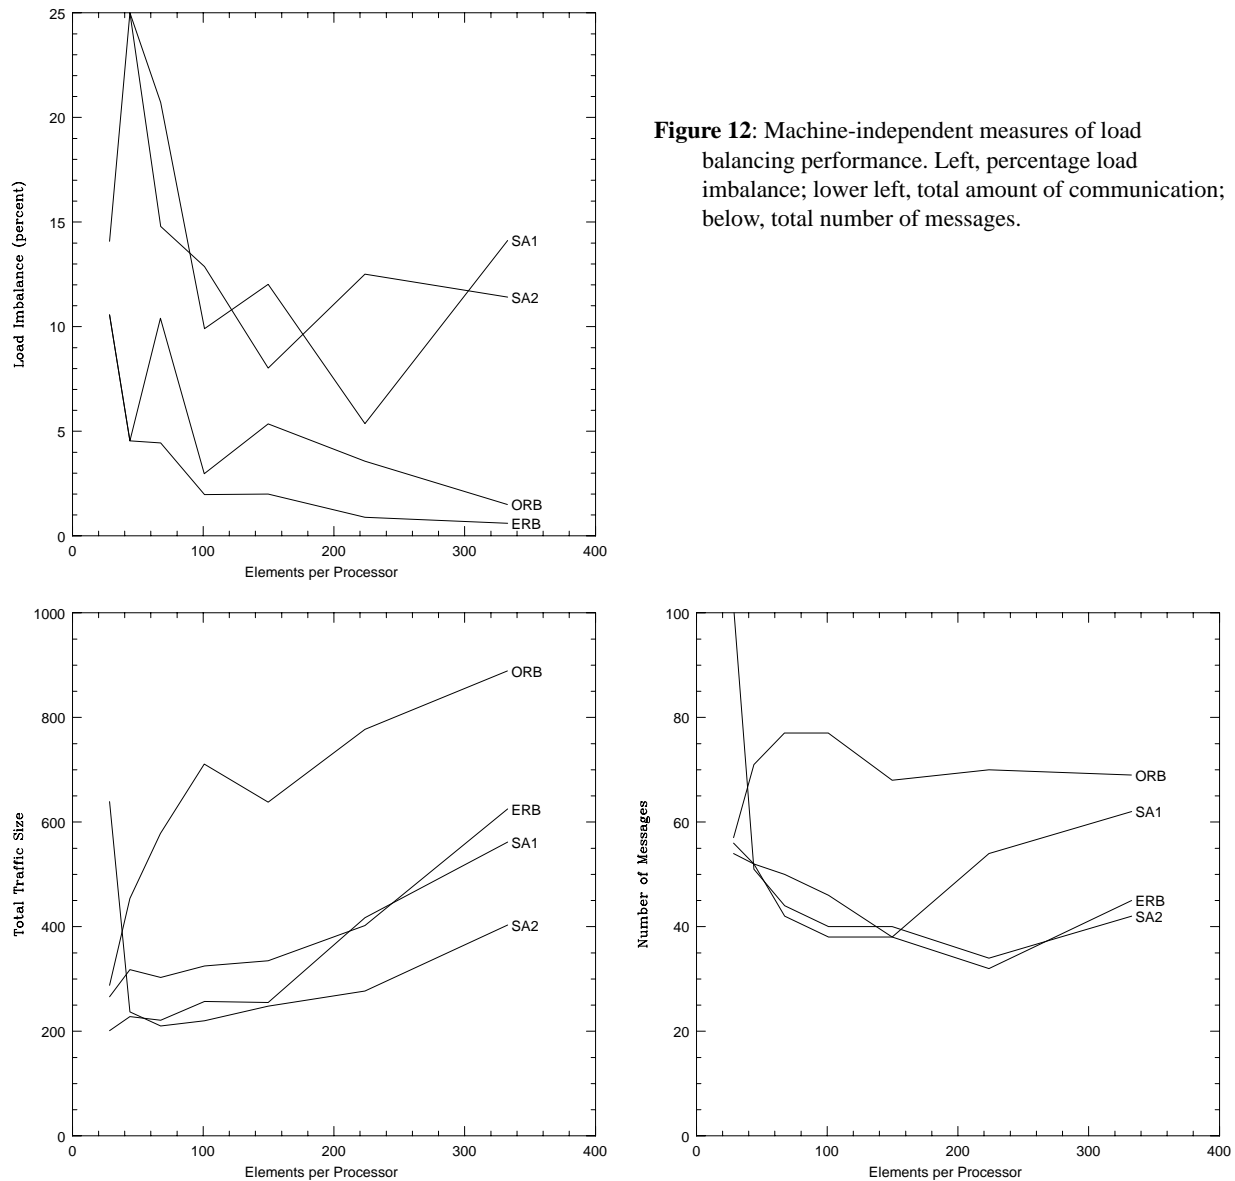 25
20
15
10
5
0
Load Imbalance (percent)
SA1
SA2
ORB
ERB
0 100 200 300 400
Elements per Processor
Figure 12: Machine-independent measures of load
balancing performance. Left, percentage load
imbalance; lower left, total amount of communication;
below, total number of messages.
1000
800
600
400
200
0
Total Traffic Size
ORB
ERB
SA1
SA2
0 100 200 300 400
Elements per Processor
100
80
60
40
20
0
Number of Messages
ORB
SA1
ERB
SA2
0 100 200 300 400
Elements per Processor